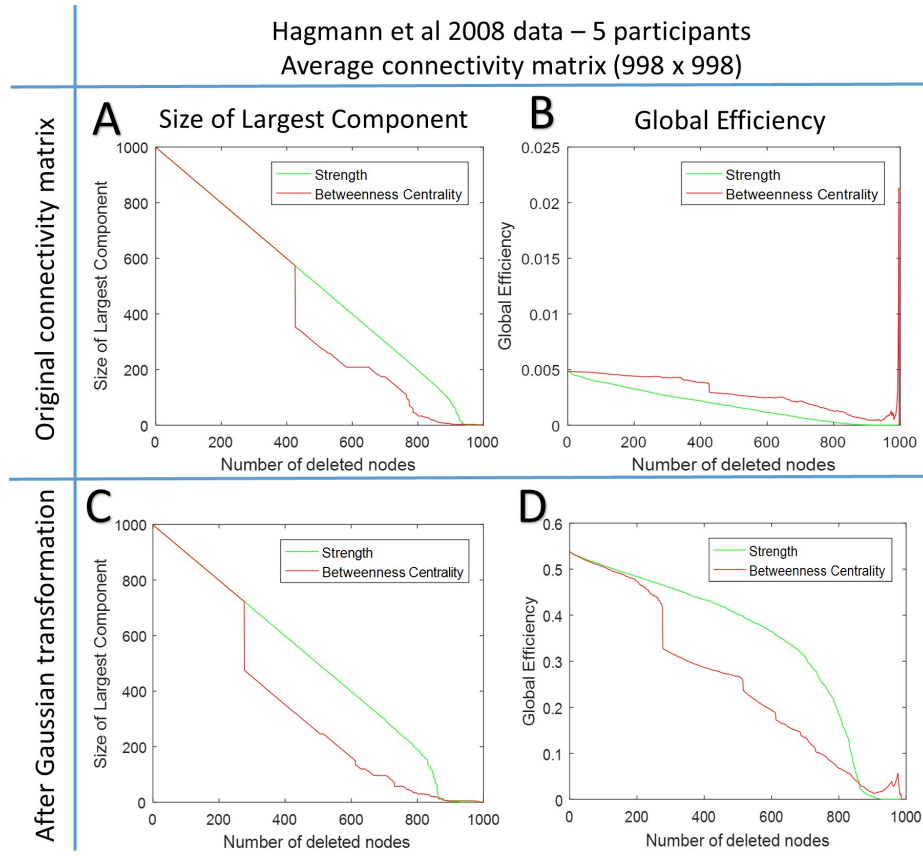 Hagmann et al 2008 data – 5 participants
Average connectivity matrix (998 x 998)
Original connectivity matrix
A
Size of Largest Component
1000
800
600
400
200
0
Size of Largest Component
Strength
Betweenness Centrality
0 200 400 600 800 1000
Number of deleted nodes
B
Global Efficiency
0.025
0.02
0.015
0.01
0.005
0
Global Efficiency
Strength
Betweenness Centrality
0 200 400 600 800 1000
Number of deleted nodes
After Gaussian transformation
C
1000
800
600
400
200
0
Size of Largest Component
Strength
Betweenness Centrality
0 200 400 600 800 1000
Number of deleted nodes
D
0.6
0.5
0.4
0.3
0.2
0.1
0
Global Efficiency
Strength
Betweenness Centrality
0 200 400 600 800 1000
Number of deleted nodes